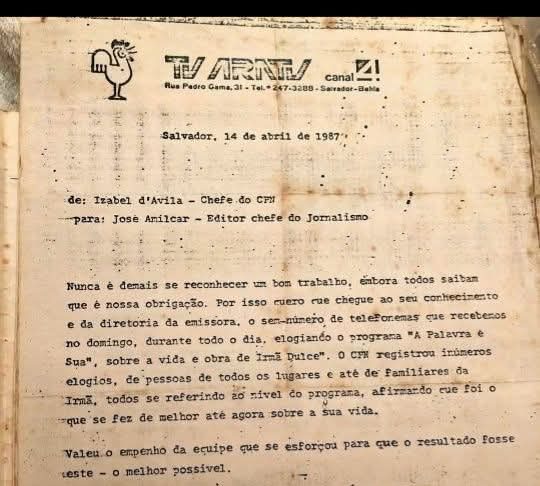 TV ARATU canal 4
Rua Pedro Gama, 31 - Tel.: 247-3288 - Salvador - Bahia
Salvador, 14 de abril de 1987
de: Izabel d'Avila - Chefe do CPN
para: José Amilcar - Editor chefe do Jornalismo
Nunca é demais se reconhecer um bom trabalho, embora todos saibam
que é nossa obrigação. Por isso quero que chegue ao seu conhecimento
e da diretoria da emissora, o sem-número de telefonemas que recebemos
no domingo, durante todo o dia, elogiando o programa "A Palavra é
Sua", sobre a vida e obra de Irmã Dulce". O CPN registrou inúmeros
elogios, de pessoas de todos os lugares e até de familiares da
Irmã, todos se referindo ao nível do programa, afirmando que foi o
que se fez de melhor até agora sobre a sua vida.
Valeu o empenho da equipe que se esforçou para que o resultado fosse
este - o melhor possível.